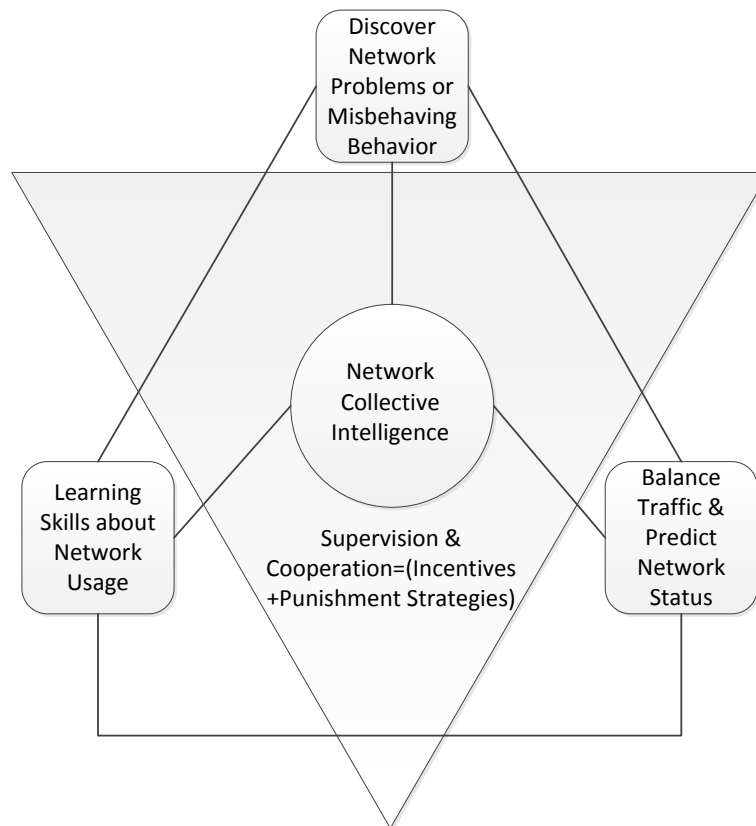 Discover
Network
Problems or
Misbehaving
Behavior
Network
Collective
Intelligence
Learning
Skills about
Network
Usage
Balance
Traffic &
Predict
Network
Status
Supervision &
Cooperation=(Incentives
+Punishment Strategies)